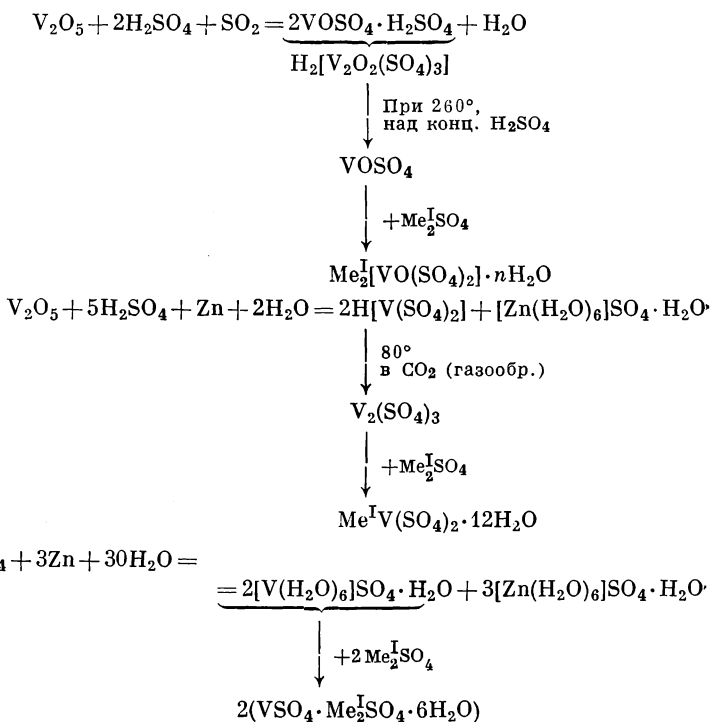 V₂O₅+2H₂SO₄+SO₂=2VOSO₄·H₂SO₄+H₂O
H₂[V₂O₂(SO₄)₃]
При 260°,
над конц. H₂SO₄
VOSO₄
+Me₂ᴵSO₄
Me₂ᴵ[VO(SO₄)₂]·nH₂O
V₂O₅+5H₂SO₄+Zn+2H₂O=2H[V(SO₄)₂]+[Zn(H₂O)₆]SO₄·H₂O
80°
в CO₂ (газообр.)
V₂(SO₄)₃
+Me₂ᴵSO₄
MeᴵV(SO₄)₂·12H₂O
₄+3Zn+30H₂O=
=2[V(H₂O)₆]SO₄·H₂O+3[Zn(H₂O)₆]SO₄·H₂O
+2Me₂ᴵSO₄
2(VSO₄·Me₂ᴵSO₄·6H₂O)